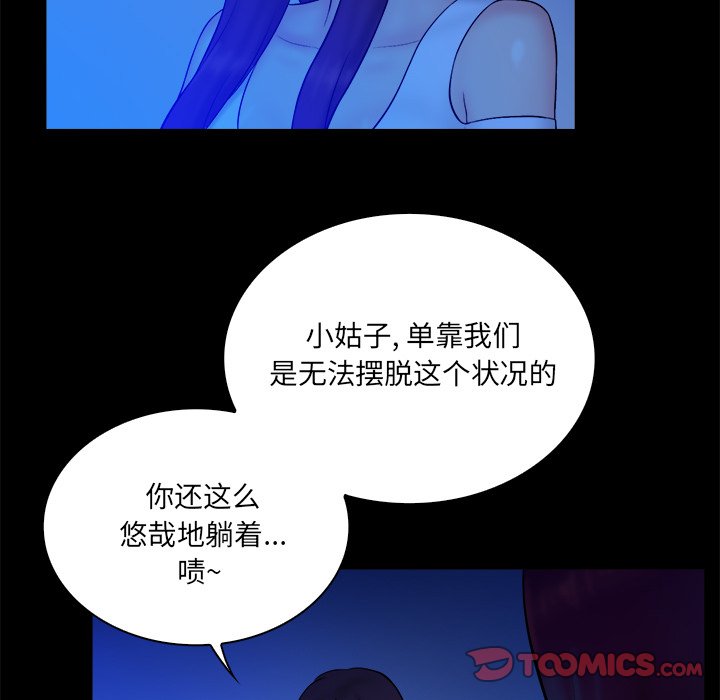 小姑子, 单靠我们
是无法摆脱这个状况的
你还这么
悠哉地躺着...
啧~
TOOMICS.COM